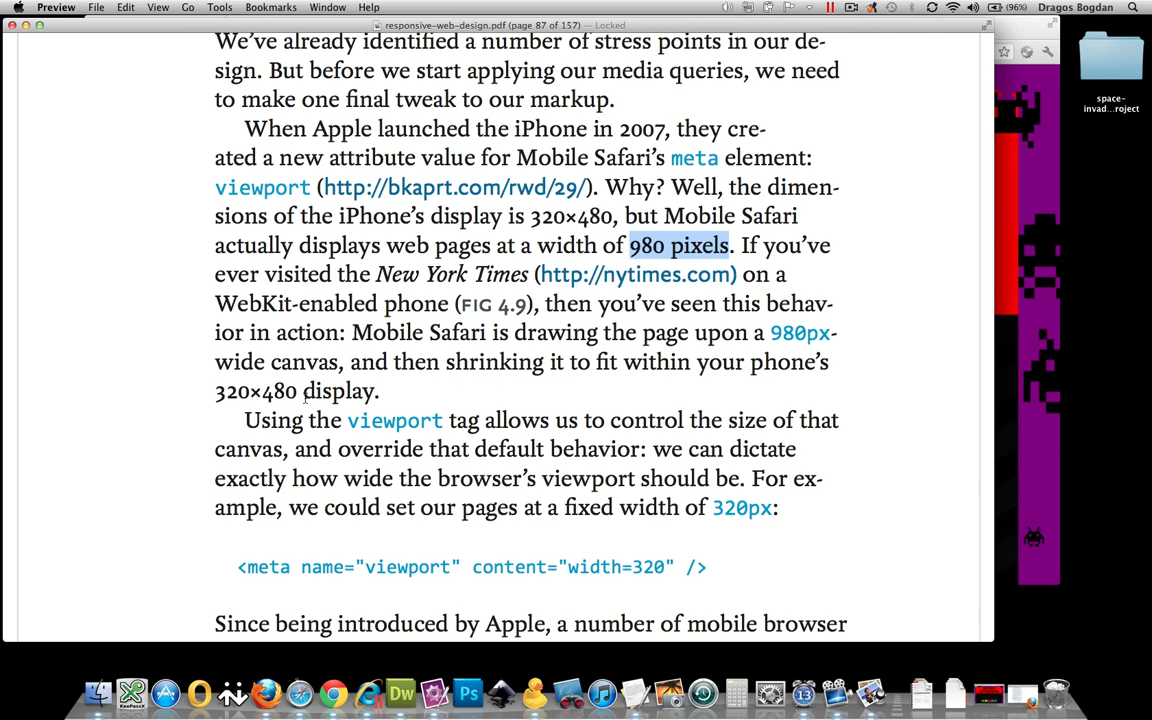 Preview File Edit View Go Tools Bookmarks Window Help (96%) Dragos Bogdan
responsive-web-design.pdf (page 87 of 157) — Locked
We've already identified a number of stress points in our de-
sign. But before we start applying our media queries, we need
to make one final tweak to our markup.
When Apple launched the iPhone in 2007, they cre-
ated a new attribute value for Mobile Safari's meta element:
viewport (http://bkaprt.com/rwd/29/). Why? Well, the dimen-
sions of the iPhone's display is 320×480, but Mobile Safari
actually displays web pages at a width of 980 pixels. If you've
ever visited the New York Times (http://nytimes.com) on a
WebKit-enabled phone (FIG 4.9), then you've seen this behav-
ior in action: Mobile Safari is drawing the page upon a 980px-
wide canvas, and then shrinking it to fit within your phone's
320×480 display.
Using the viewport tag allows us to control the size of that
canvas, and override that default behavior: we can dictate
exactly how wide the browser's viewport should be. For ex-
ample, we could set our pages at a fixed width of 320px:
<meta name="viewport" content="width=320" />
Since being introduced by Apple, a number of mobile browser
space-
invad...roject
KeePassX
Dw
Ps
13